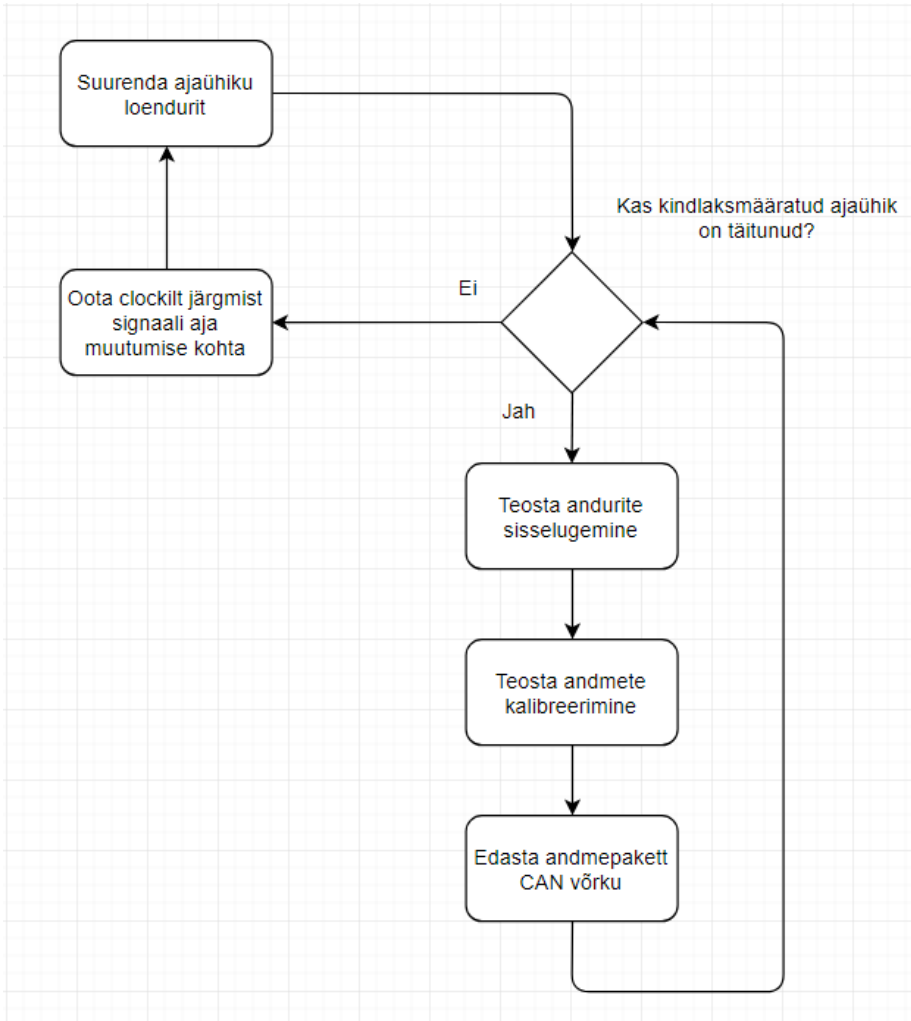 Suurenda ajaühiku
loendurit
Kas kindlaksmääratud ajaühik
on täitunud?
Ei
Oota clockilt järgmist
signaali aja
muutumise kohta
Jah
Teosta andurite
sisselugemine
Teosta andmete
kalibreerimine
Edasta andmepakett
CAN võrku